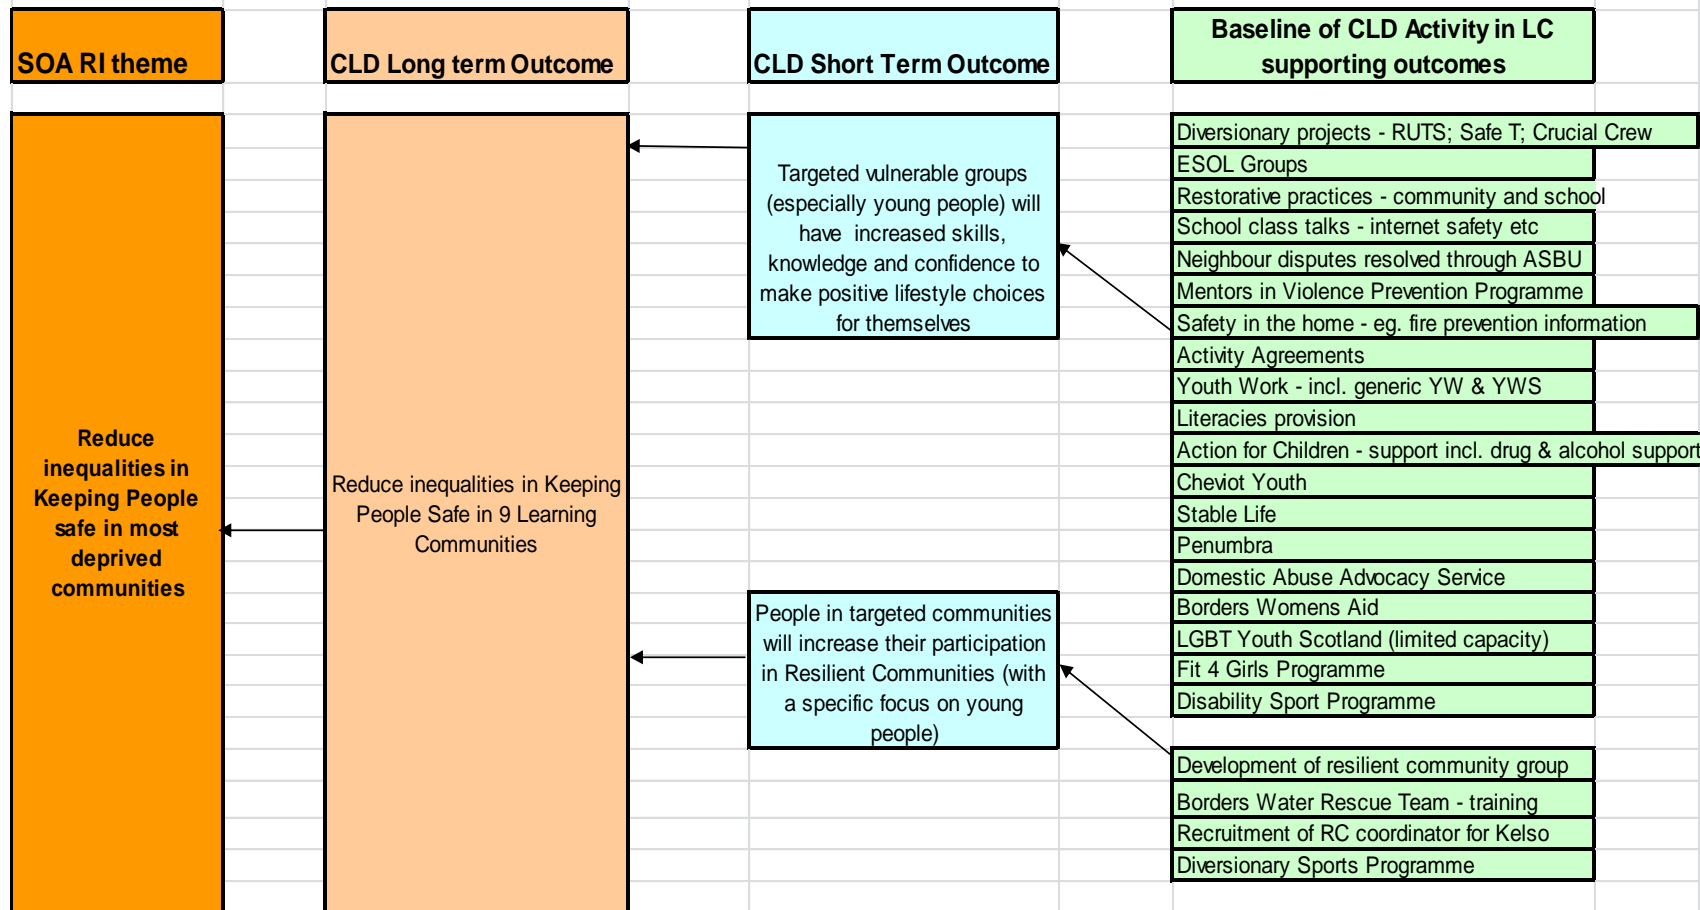 SOA RI theme
CLD Long term Outcome
CLD Short Term Outcome
Baseline of CLD Activity in LC
supporting outcomes
Reduce
inequalities in
Keeping People
safe in most
deprived
communities
Reduce inequalities in Keeping
People Safe in 9 Learning
Communities
Targeted vulnerable groups
(especially young people) will
have increased skills,
knowledge and confidence to
make positive lifestyle choices
for themselves
People in targeted communities
will increase their participation
in Resilient Communities (with
a specific focus on young
people)
Diversionary projects - RUTS; Safe T; Crucial Crew
ESOL Groups
Restorative practices - community and school
School class talks - internet safety etc
Neighbour disputes resolved through ASBU
Mentors in Violence Prevention Programme
Safety in the home - eg. fire prevention information
Activity Agreements
Youth Work - incl. generic YW & YWS
Literacies provision
Action for Children - support incl. drug & alcohol support
Cheviot Youth
Stable Life
Penumbra
Domestic Abuse Advocacy Service
Borders Womens Aid
LGBT Youth Scotland (limited capacity)
Fit 4 Girls Programme
Disability Sport Programme
Development of resilient community group
Borders Water Rescue Team - training
Recruitment of RC coordinator for Kelso
Diversionary Sports Programme